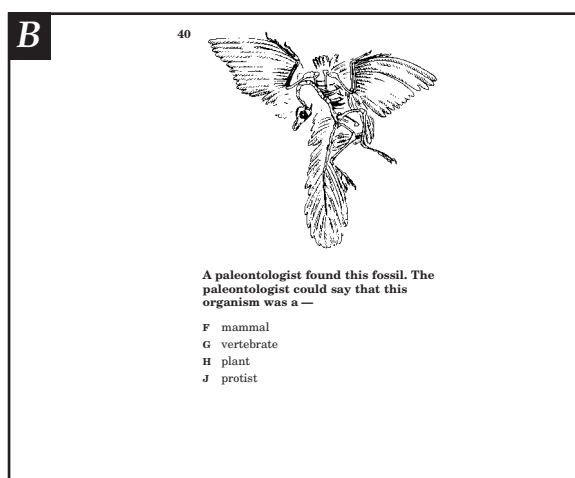 B
40
A paleontologist found this fossil. The
paleontologist could say that this
organism was a —
F mammal
G vertebrate
H plant
J protist